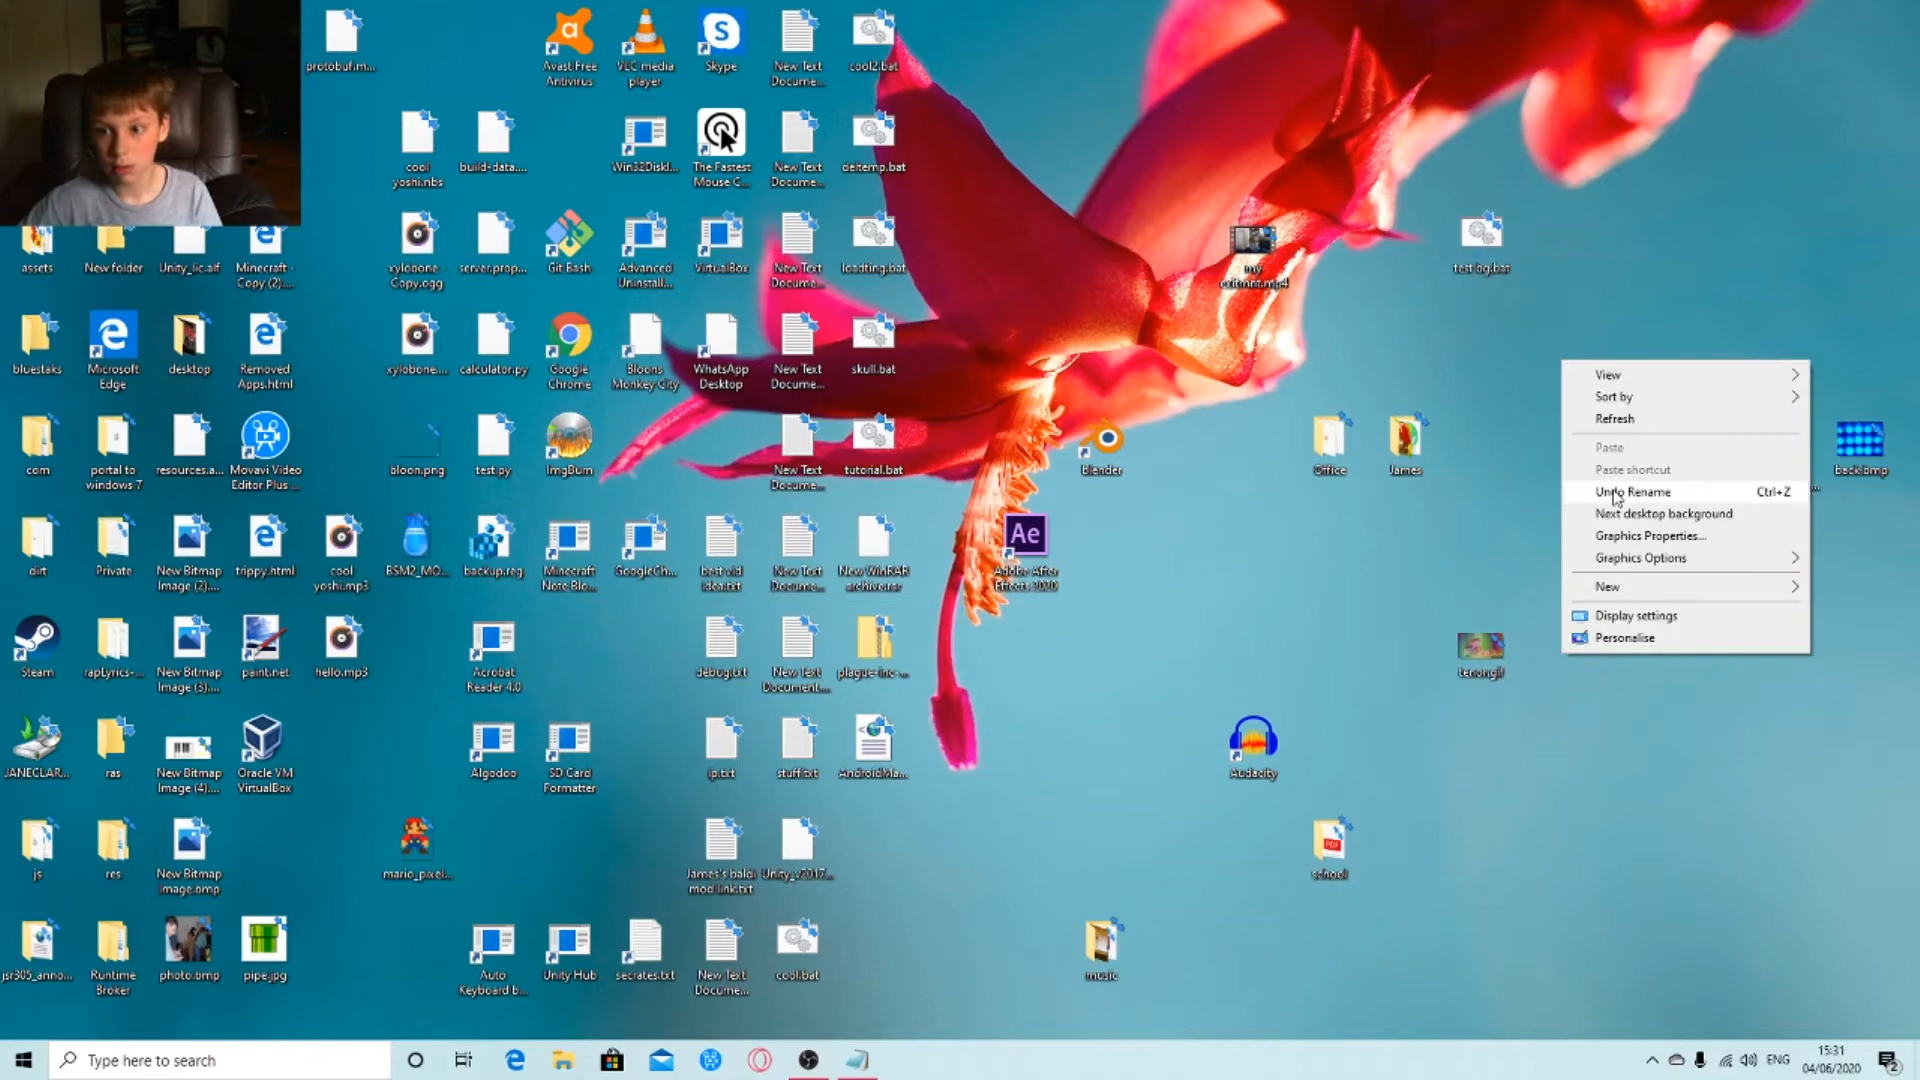 protobuf.m...
Avast Free
Antivirus
VLC media
player
Skype
New Text
Docume...
cool2.bat
cool
yoshi.nbs
build-data....
Win32DiskI...
The Fastest
Mouse C...
New Text
Docume...
deltemp.bat
assets
New folder
Unity_lic.alf
Minecraft -
Copy (2)....
xylobone -
Copy.ogg
server.prop...
Git Bash
Advanced
Uninstall...
VirtualBox
New Text
Docume...
loadting.bat
my
.mp4
test bg.bat
bluestaks
Microsoft
Edge
desktop
Removed
Apps.html
xylobone....
calculator.py
Google
Chrome
Bloons
Monkey City
WhatsApp
Desktop
New Text
Docume...
skull.bat
com
portal to
windows 7
resources.a...
Movavi Video
Editor Plus ...
bloon.png
test.py
ImgBurn
New Text
Docume...
tutorial.bat
Blender
Office
James
back.bmp
dirt
Private
New Bitmap
Image (2)....
trippy.html
cool
yoshi.mp3
BSM2_MO...
backup.reg
Minecraft
Note Blo...
GoogleCh...
best vid
idea.txt
New Text
Docume...
New WinRAR
archive.rar
Ae
Adobe After
Effects 2020
Steam
rapLyrics-...
New Bitmap
Image (3)....
paint.net
hello.mp3
Acrobat
Reader 4.0
debug.txt
New Text
Document....
plague-inc-...
JANECLAR...
ras
New Bitmap
Image (4)....
Oracle VM
VirtualBox
Algodoo
SD Card
Formatter
ip.txt
stuff.txt
AndroidMa...
Audacity
js
res
New Bitmap
Image.bmp
mario_pixel...
James's baldi
mod link.txt
Unity_v2017...
PDF
school
jsr305_anno...
Runtime
Broker
photo.bmp
pipe.jpg
Auto
Keyboard b...
Unity Hub
secrates.txt
New Text
Docume...
cool.bat
music
View
Sort by
Refresh
Paste
Paste shortcut
Undo Rename Ctrl+Z
Next desktop background
Graphics Properties...
Graphics Options
New
Display settings
Personalise
Type here to search
ENG
15:31
04/06/2020
2